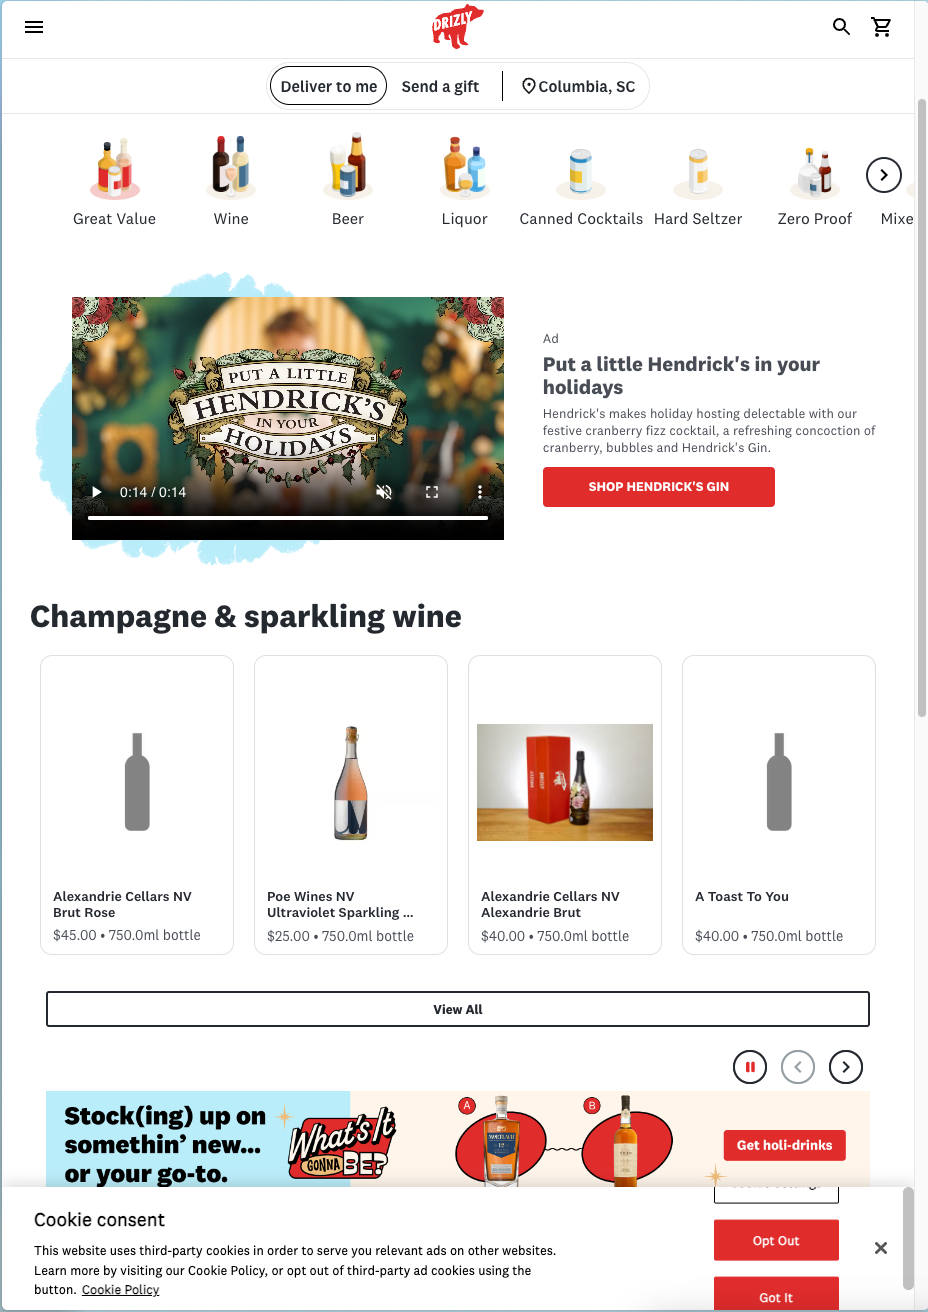 DRIZLY
Deliver to me
Send a gift
Columbia, SC
Great Value
Wine
Beer
Liquor
Canned Cocktails
Hard Seltzer
Zero Proof
Mixe
PUT A LITTLE
HENDRICK'S
IN YOUR
HOLIDAYS
0:14 / 0:14
Ad
Put a little Hendrick's in your
holidays
Hendrick's makes holiday hosting delectable with our
festive cranberry fizz cocktail, a refreshing concoction of
cranberry, bubbles and Hendrick's Gin.
SHOP HENDRICK'S GIN
Champagne & sparkling wine
Alexandrie Cellars NV
Brut Rose
$45.00 • 750.0ml bottle
Poe Wines NV
Ultraviolet Sparkling ...
$25.00 • 750.0ml bottle
Alexandrie Cellars NV
Alexandrie Brut
$40.00 • 750.0ml bottle
A Toast To You
$40.00 • 750.0ml bottle
View All
Stock(ing) up on
somethin' new...
or your go-to.
What's It
GONNA BE?
A
B
Get holi-drinks
Cookie consent
This website uses third-party cookies in order to serve you relevant ads on other websites.
Learn more by visiting our Cookie Policy, or opt out of third-party ad cookies using the
button. Cookie Policy
Opt Out
Got It